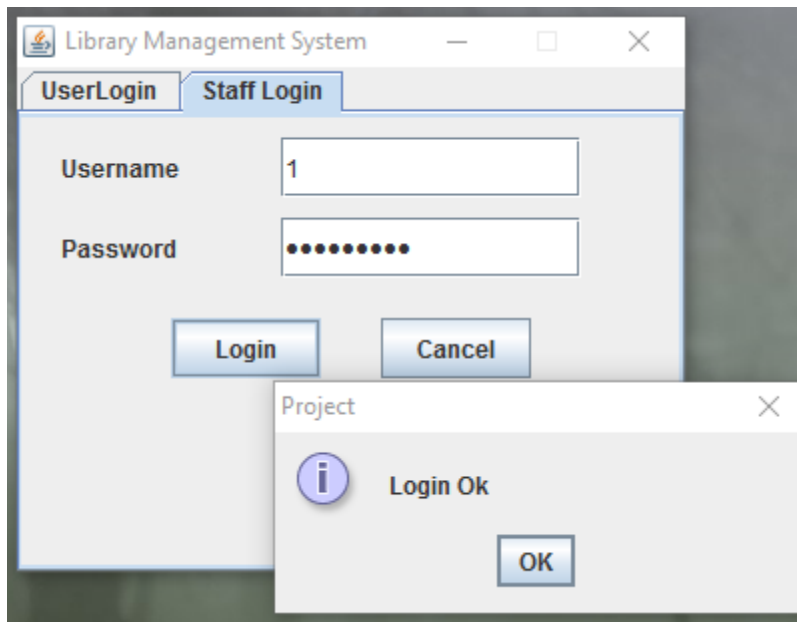 Library Management System
UserLogin Staff Login
Username 1
Password •••••••••
Login Cancel
Project
i Login Ok
OK